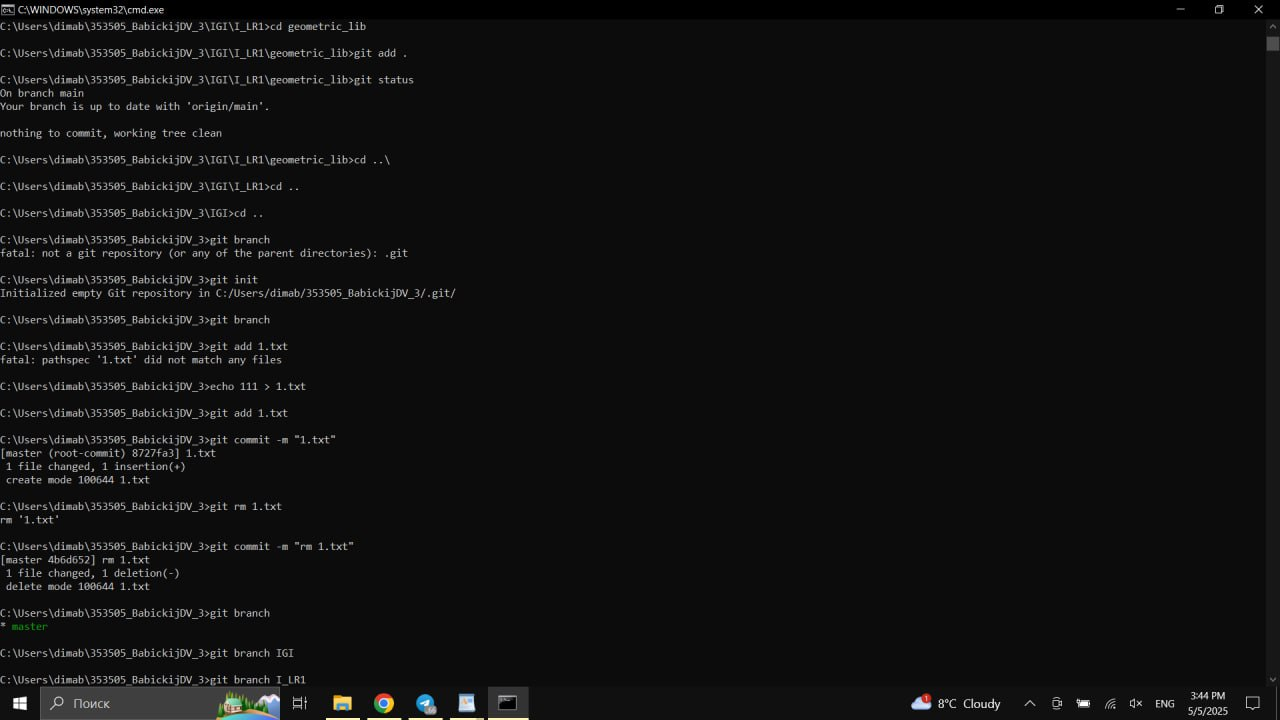 C:\WINDOWS\system32\cmd.exe
C:\Users\dimab\353505_BabickijDV_3\IGI\I_LR1>cd geometric_lib
C:\Users\dimab\353505_BabickijDV_3\IGI\I_LR1\geometric_lib>git add .
C:\Users\dimab\353505_BabickijDV_3\IGI\I_LR1\geometric_lib>git status
On branch main
Your branch is up to date with 'origin/main'.
nothing to commit, working tree clean
C:\Users\dimab\353505_BabickijDV_3\IGI\I_LR1\geometric_lib>cd ..\
C:\Users\dimab\353505_BabickijDV_3\IGI\I_LR1>cd ..
C:\Users\dimab\353505_BabickijDV_3\IGI>cd ..
C:\Users\dimab\353505_BabickijDV_3>git branch
fatal: not a git repository (or any of the parent directories): .git
C:\Users\dimab\353505_BabickijDV_3>git init
Initialized empty Git repository in C:/Users/dimab/353505_BabickijDV_3/.git/
C:\Users\dimab\353505_BabickijDV_3>git branch
C:\Users\dimab\353505_BabickijDV_3>git add 1.txt
fatal: pathspec '1.txt' did not match any files
C:\Users\dimab\353505_BabickijDV_3>echo 111 > 1.txt
C:\Users\dimab\353505_BabickijDV_3>git add 1.txt
C:\Users\dimab\353505_BabickijDV_3>git commit -m "1.txt"
[master (root-commit) 8727fa3] 1.txt
 1 file changed, 1 insertion(+)
 create mode 100644 1.txt
C:\Users\dimab\353505_BabickijDV_3>git rm 1.txt
rm '1.txt'
C:\Users\dimab\353505_BabickijDV_3>git commit -m "rm 1.txt"
[master 4b6d652] rm 1.txt
 1 file changed, 1 deletion(-)
 delete mode 100644 1.txt
C:\Users\dimab\353505_BabickijDV_3>git branch
* master
C:\Users\dimab\353505_BabickijDV_3>git branch IGI
C:\Users\dimab\353505_BabickijDV_3>git branch I_LR1
Поиск
1
8°C Cloudy
ENG
3:44 PM
5/5/2025